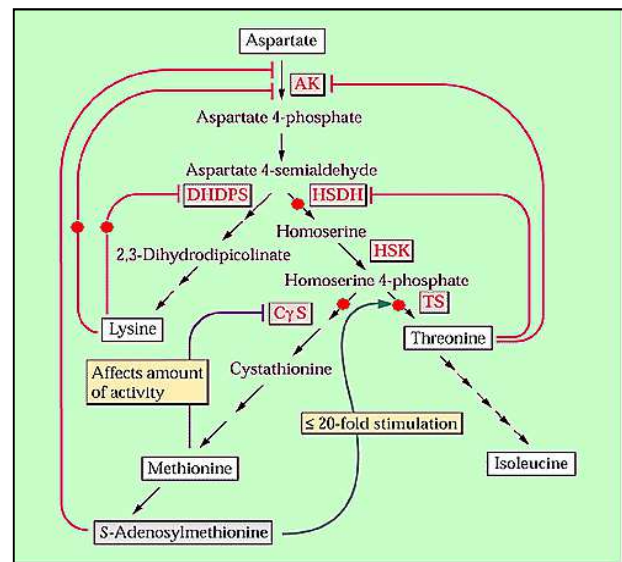 Aspartate
AK
Aspartate 4-phosphate
Aspartate 4-semialdehyde
DHDPS
HSDH
Homoserine
HSK
2,3-Dihydrodipicolinate
Homoserine 4-phosphate
CγS
TS
Lysine
Threonine
Affects amount
of activity
Cystathionine
≤ 20-fold stimulation
Methionine
Isoleucine
S-Adenosylmethionine